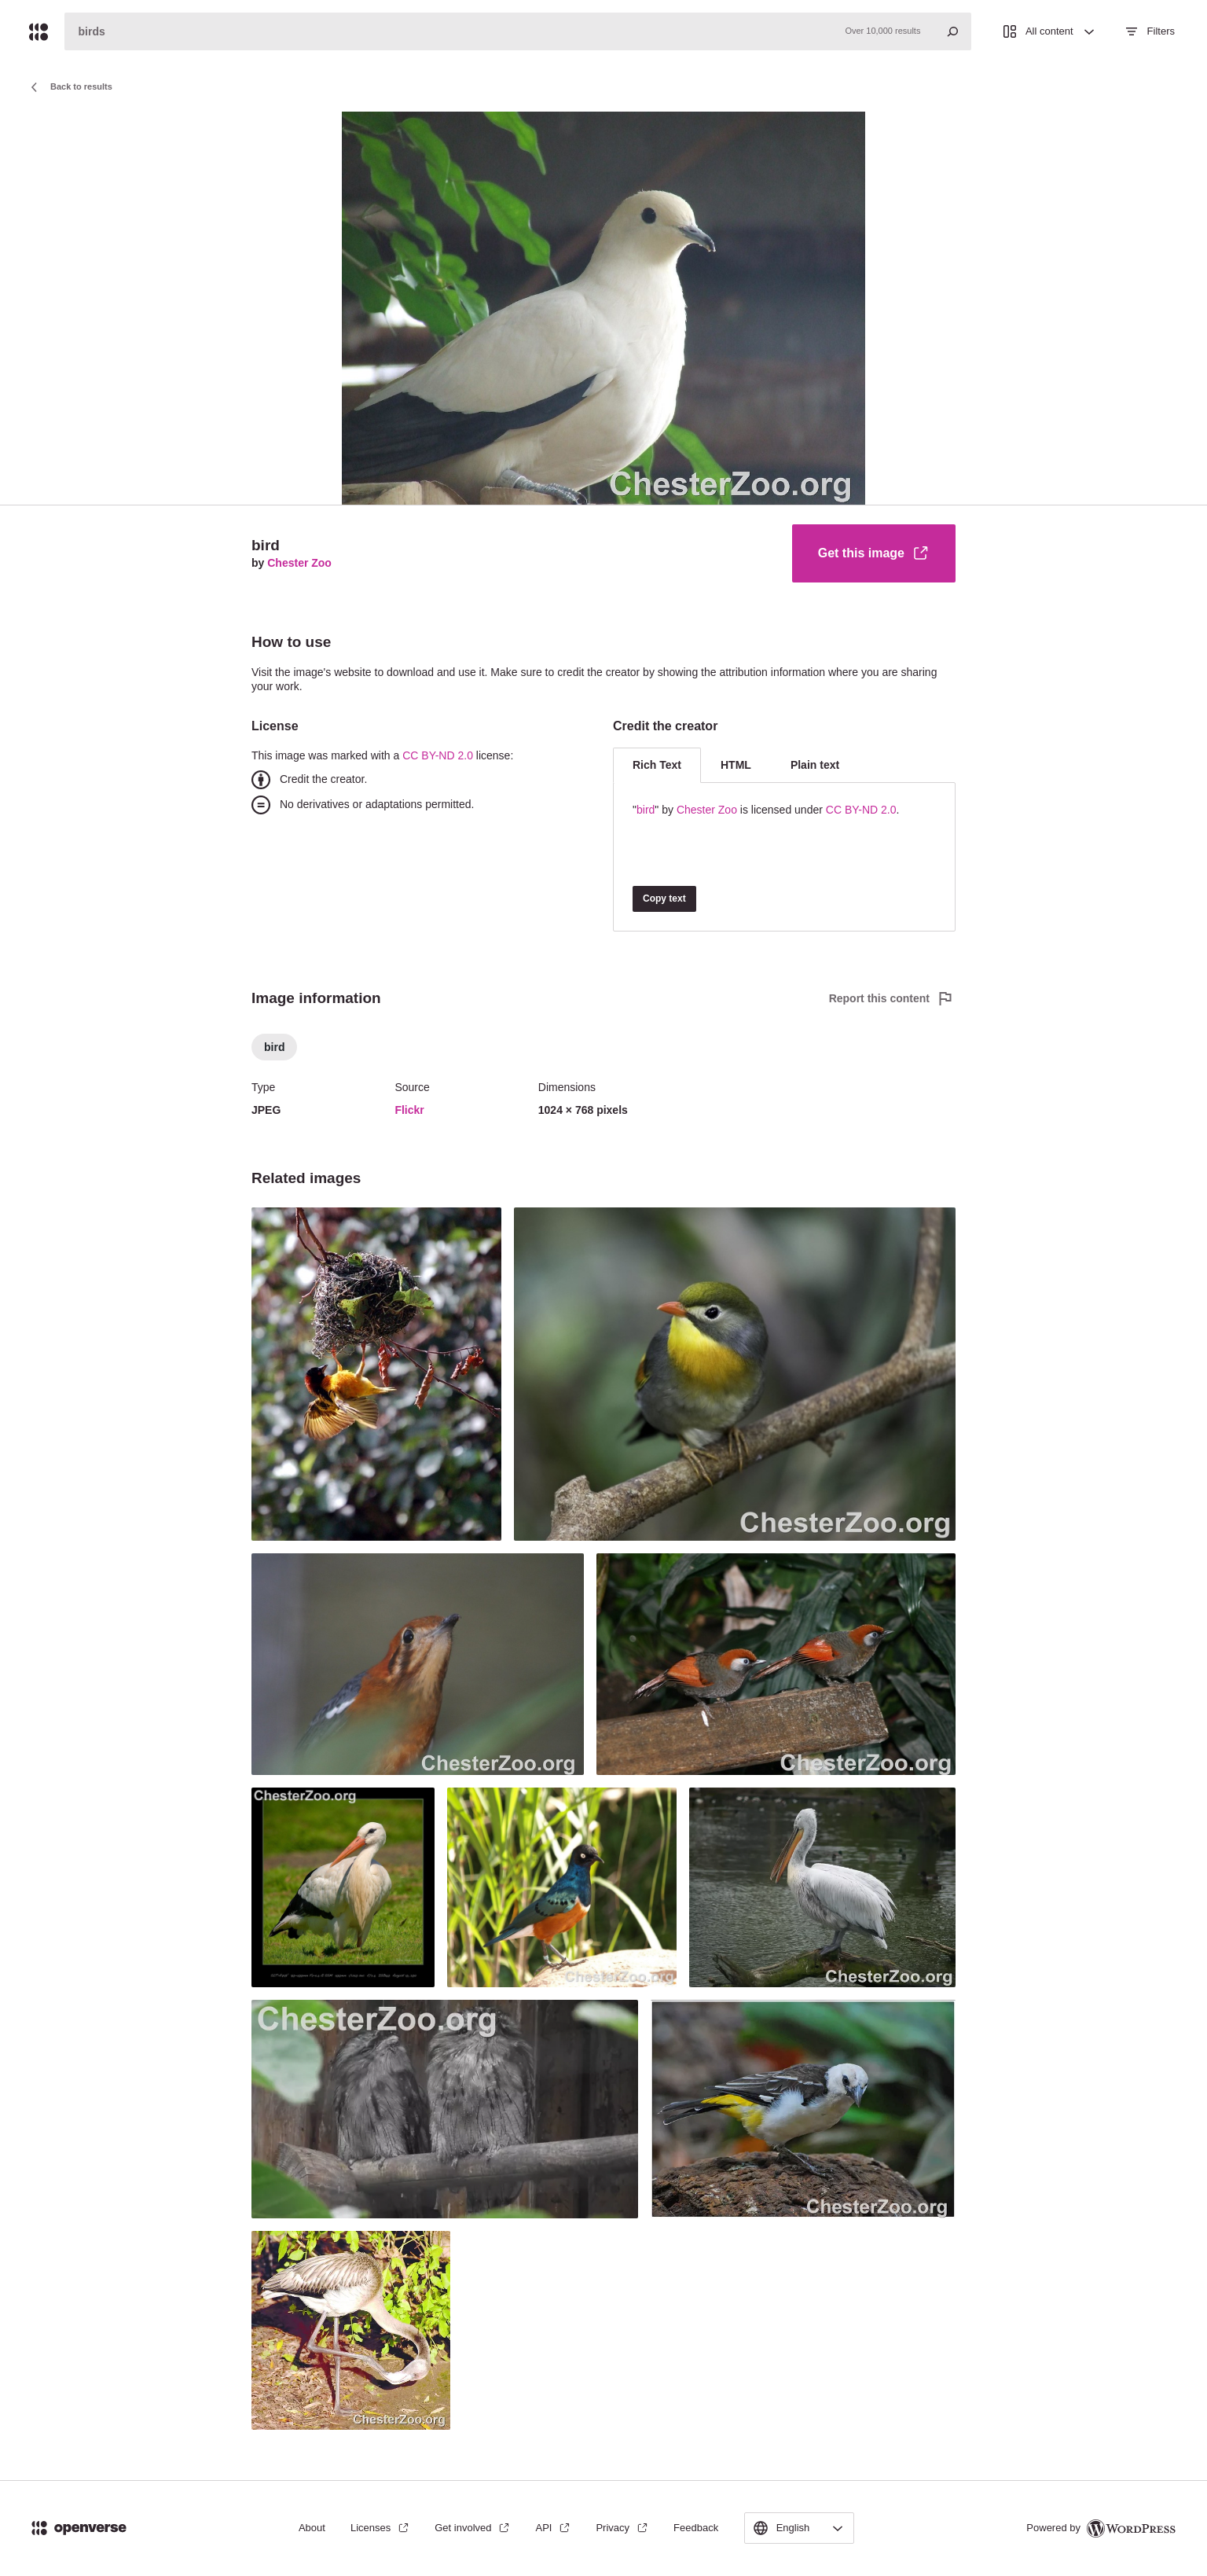 birds
Over 10,000 results
All content
Filters
Back to results
ChesterZoo.org
bird
by Chester Zoo
Get this image
How to use
Visit the image's website to download and use it. Make sure to credit the creator by showing the attribution information where you are sharing
your work.
License
This image was marked with a CC BY-ND 2.0 license:
Credit the creator.
No derivatives or adaptations permitted.
Credit the creator
Rich Text
HTML
Plain text
"bird" by Chester Zoo is licensed under CC BY-ND 2.0.
Copy text
Image information
Report this content
bird
Type
Source
Dimensions
JPEG
Flickr
1024 × 768 pixels
Related images
ChesterZoo.org
ChesterZoo.org
ChesterZoo.org
ChesterZoo.org
ChesterZoo.org
ChesterZoo.org
ChesterZoo.org
ChesterZoo.org
ChesterZoo.org
openverse
About
Licenses
Get involved
API
Privacy
Feedback
English
Powered by
WORDPRESS